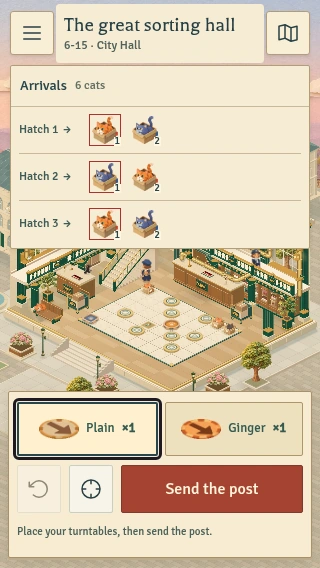 The great sorting hall
6-15 · City Hall
Arrivals 6 cats
Hatch 1 → 1 2
Hatch 2 → 1 2
Hatch 3 → 1 2
Plain ×1 Ginger ×1
Send the post
Place your turntables, then send the post.